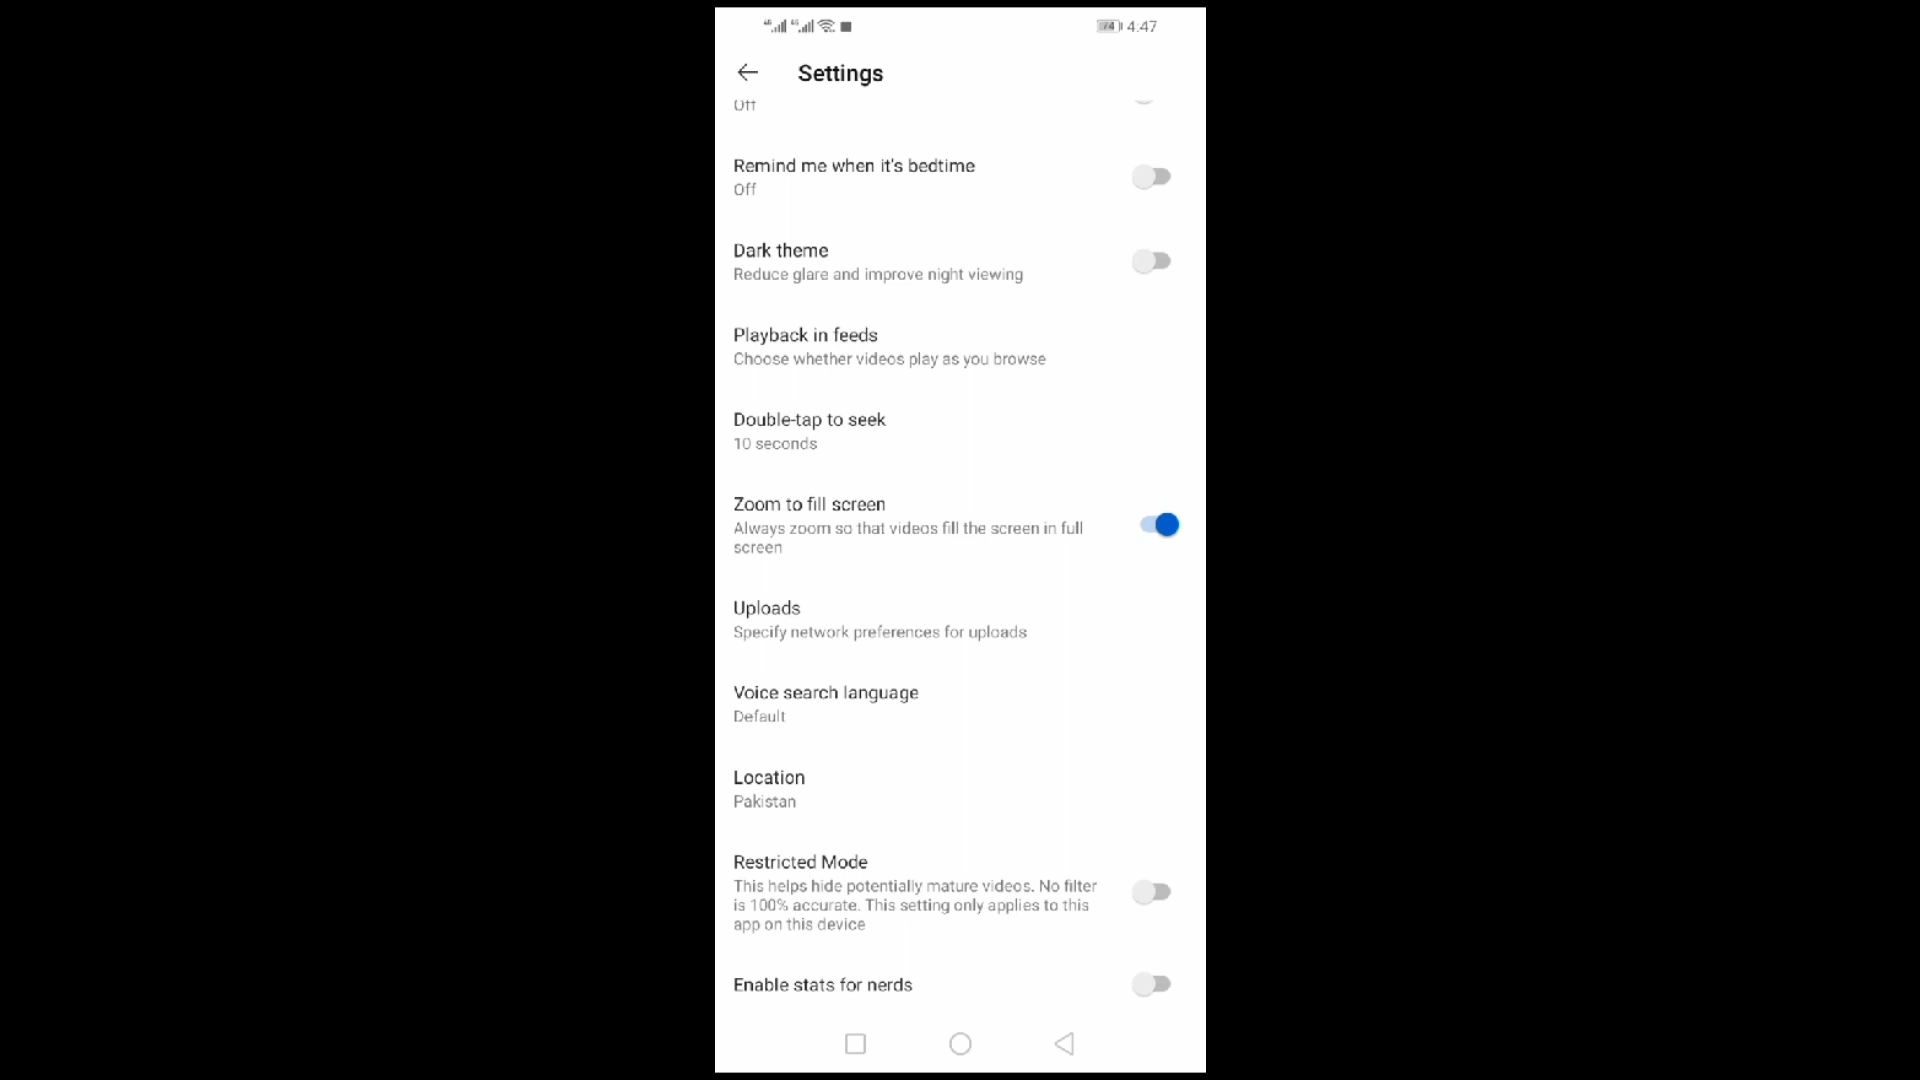 4:47
Settings
Off
Remind me when it's bedtime
Off
Dark theme
Reduce glare and improve night viewing
Playback in feeds
Choose whether videos play as you browse
Double-tap to seek
10 seconds
Zoom to fill screen
Always zoom so that videos fill the screen in full
screen
Uploads
Specify network preferences for uploads
Voice search language
Default
Location
Pakistan
Restricted Mode
This helps hide potentially mature videos. No filter
is 100% accurate. This setting only applies to this
app on this device
Enable stats for nerds